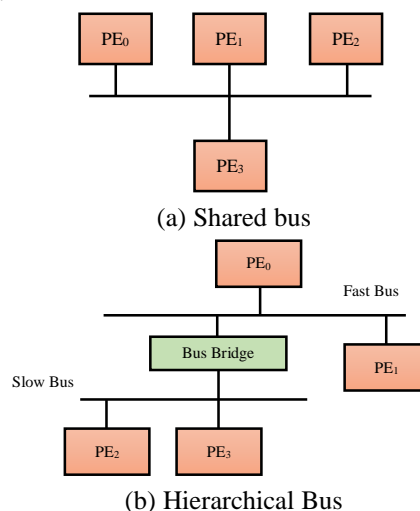 PE₀ PE₁ PE₂
PE₃
(a) Shared bus
PE₀
Fast Bus
Bus Bridge
PE₁
Slow Bus
PE₂ PE₃
(b) Hierarchical Bus